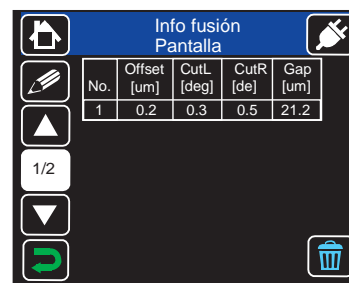 Info fusión
Pantalla
No. Offset [um] CutL [deg] CutR [de] Gap [um]
1 0.2 0.3 0.5 21.2
1/2